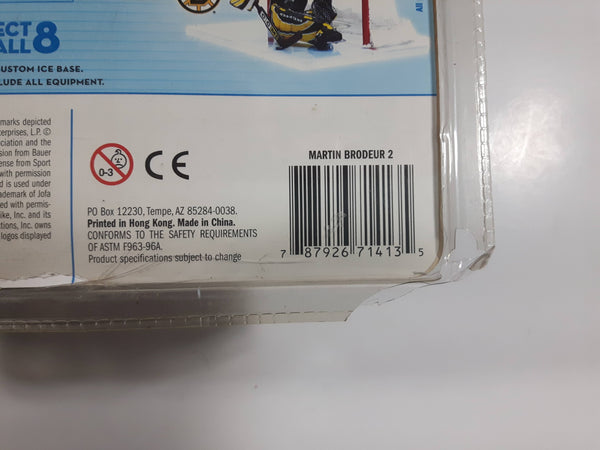 ECT
ALL 8
CUSTOM ICE BASE.
LUDE ALL EQUIPMENT.
All
marks depicted
erprises, L.P. ©
ciation and the
sion from Bauer
ense from Sport
with permission
d is used under
ademark of Jofa
d with permis-
ike, Inc. and its
tions, Inc. owns
logos displayed
0-3
CE
PO Box 12230, Tempe, AZ 85284-0038.
Printed in Hong Kong. Made in China.
CONFORMS TO THE SAFETY REQUIREMENTS
OF ASTM F963-96A.
Product specifications subject to change
MARTIN BRODEUR 2
7 87926 71413 5